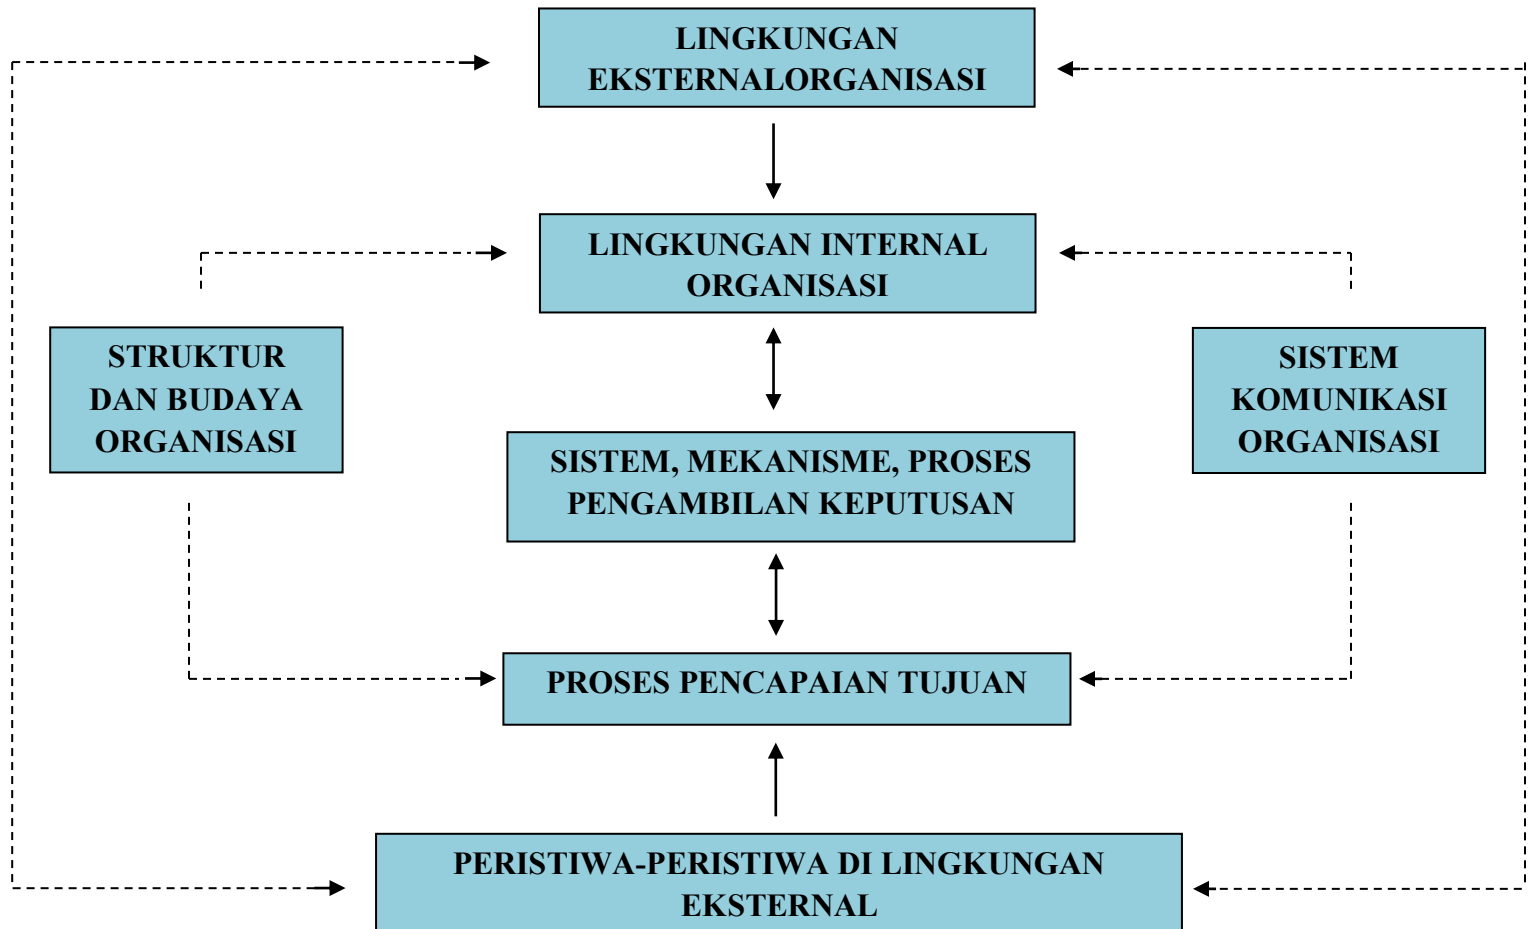 LINGKUNGAN
EKSTERNALORGANISASI
LINGKUNGAN INTERNAL
ORGANISASI
STRUKTUR
DAN BUDAYA
ORGANISASI
SISTEM
KOMUNIKASI
ORGANISASI
SISTEM, MEKANISME, PROSES
PENGAMBILAN KEPUTUSAN
PROSES PENCAPAIAN TUJUAN
PERISTIWA-PERISTIWA DI LINGKUNGAN
EKSTERNAL